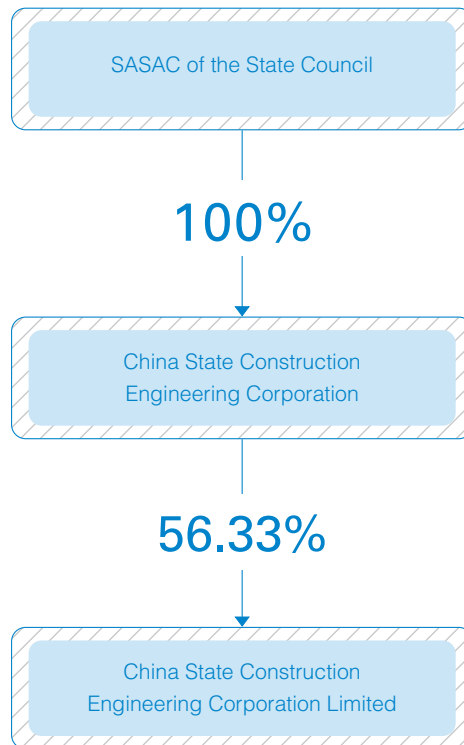 SASAC of the State Council
100%
China State Construction
Engineering Corporation
56.33%
China State Construction
Engineering Corporation Limited